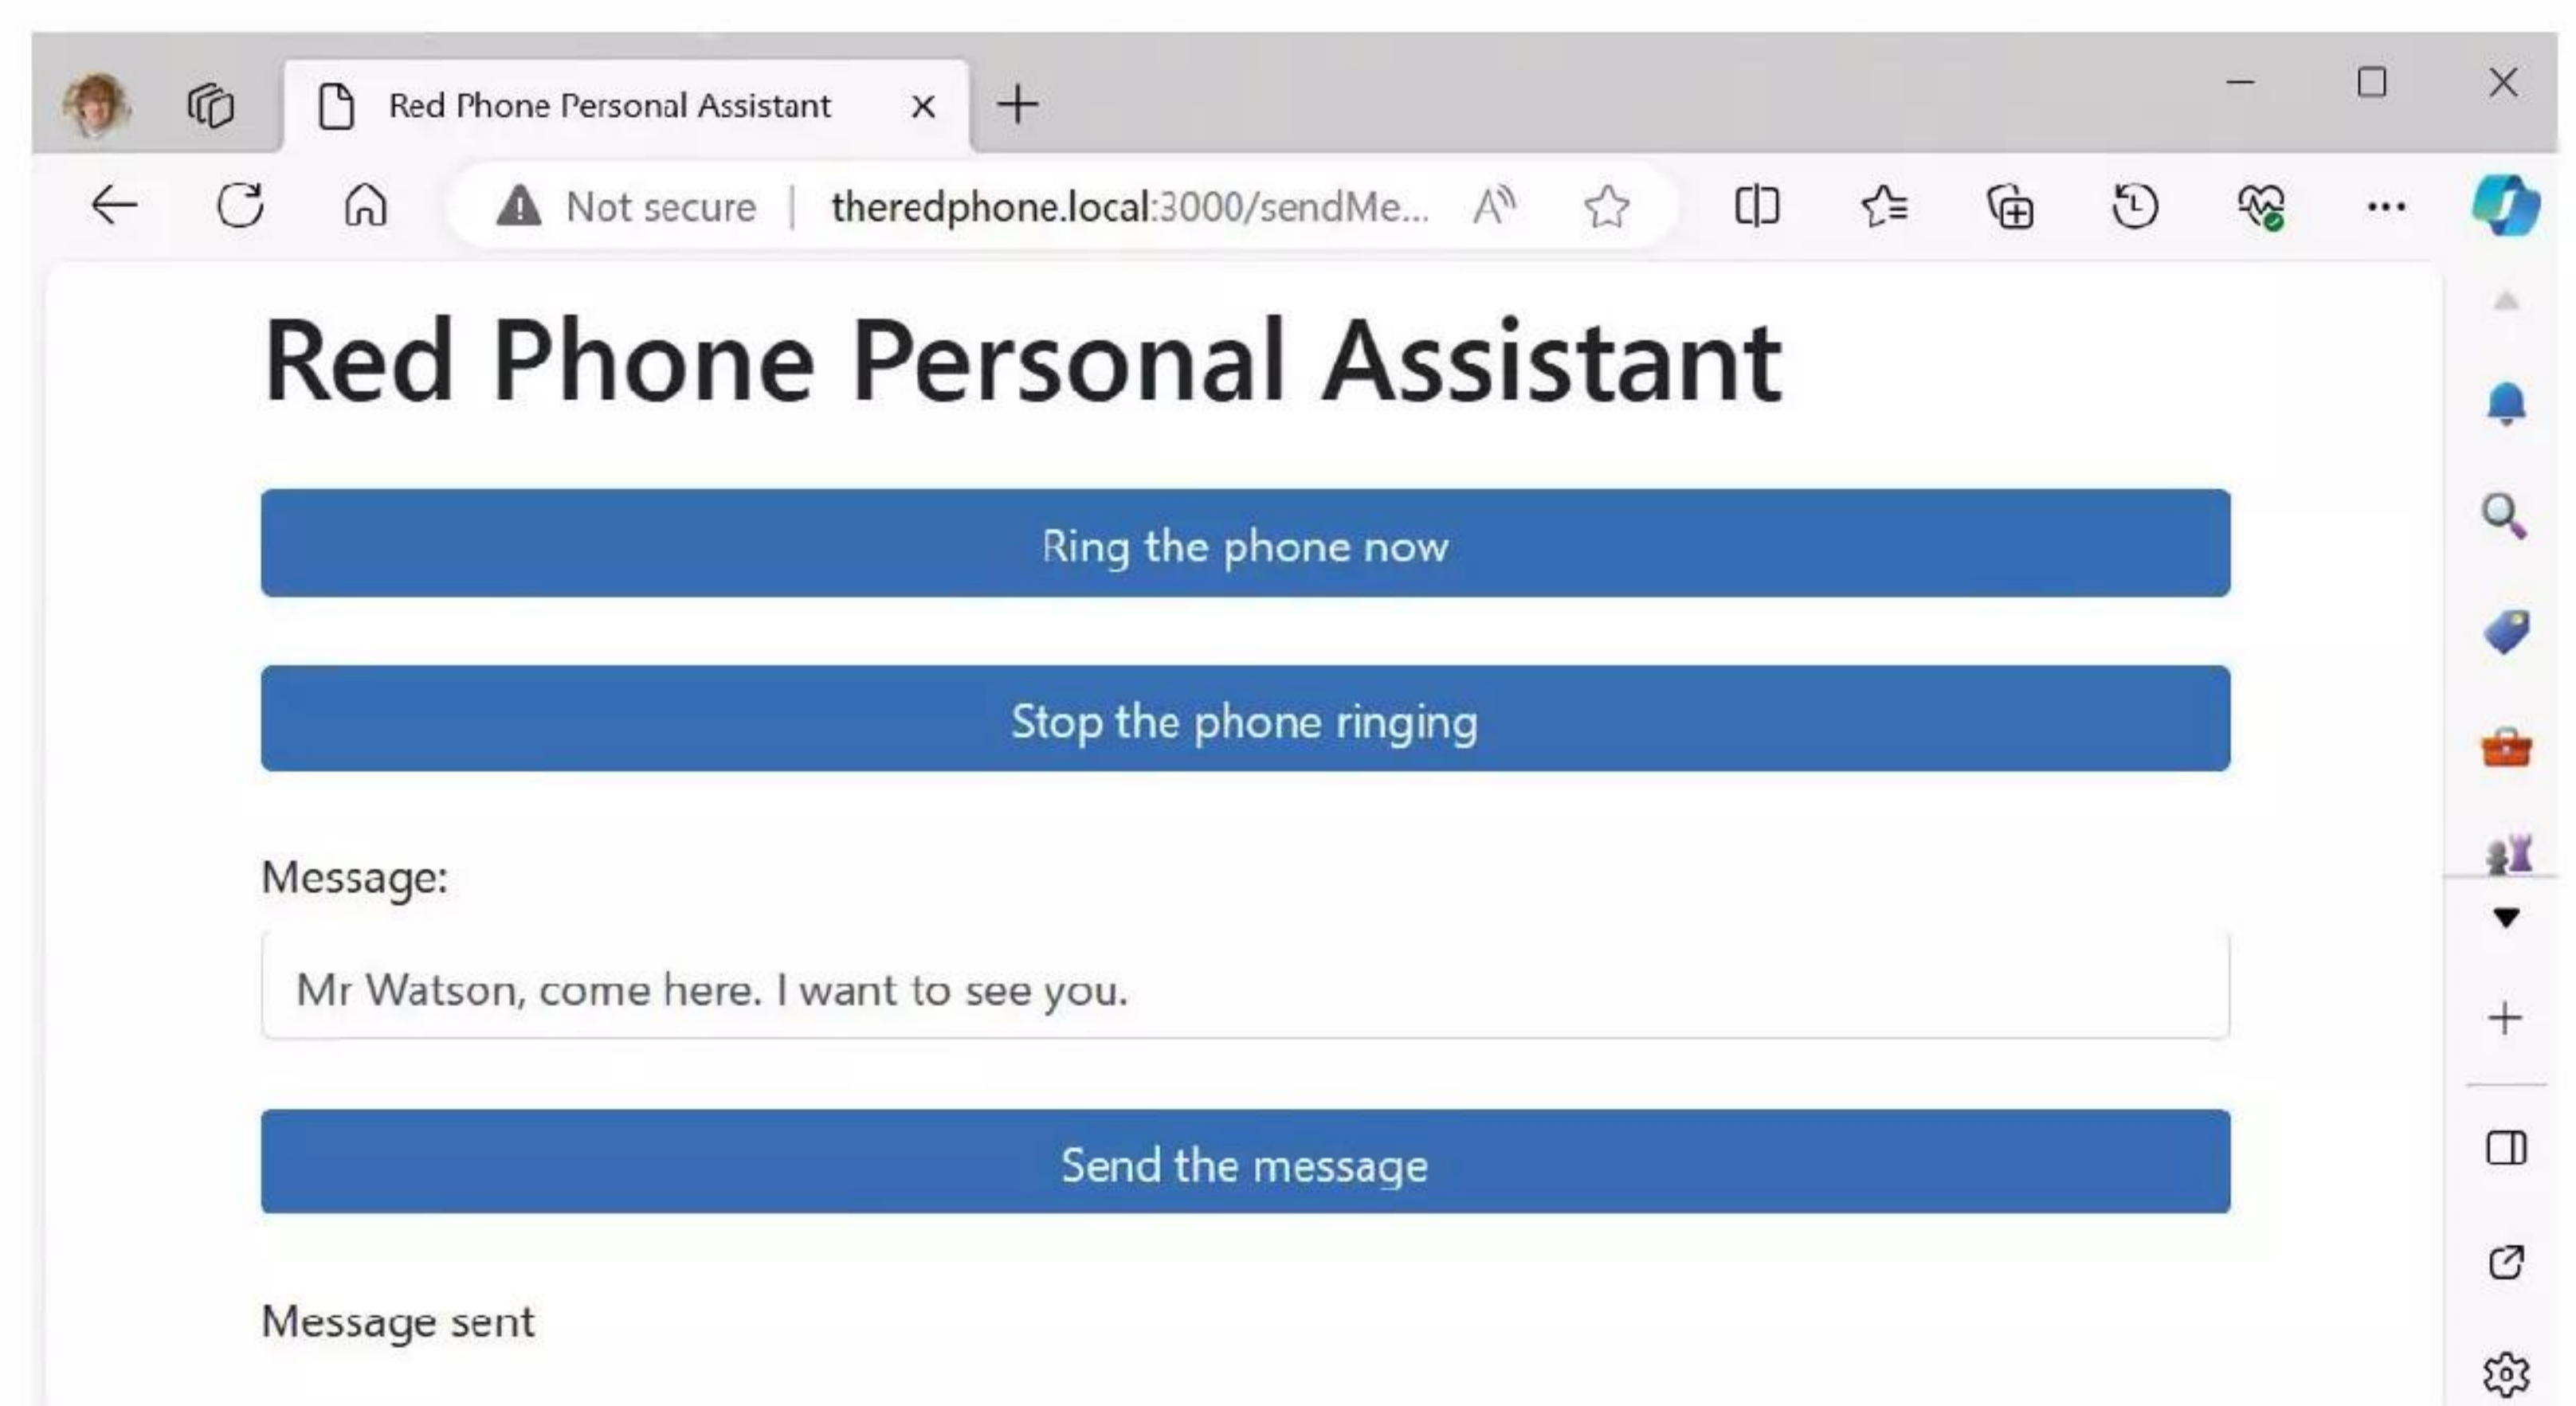 Red Phone Personal Assistant
Not secure | theredphone.local:3000/sendMe...
Red Phone Personal Assistant
Ring the phone now
Stop the phone ringing
Message:
Mr Watson, come here. I want to see you.
Send the message
Message sent